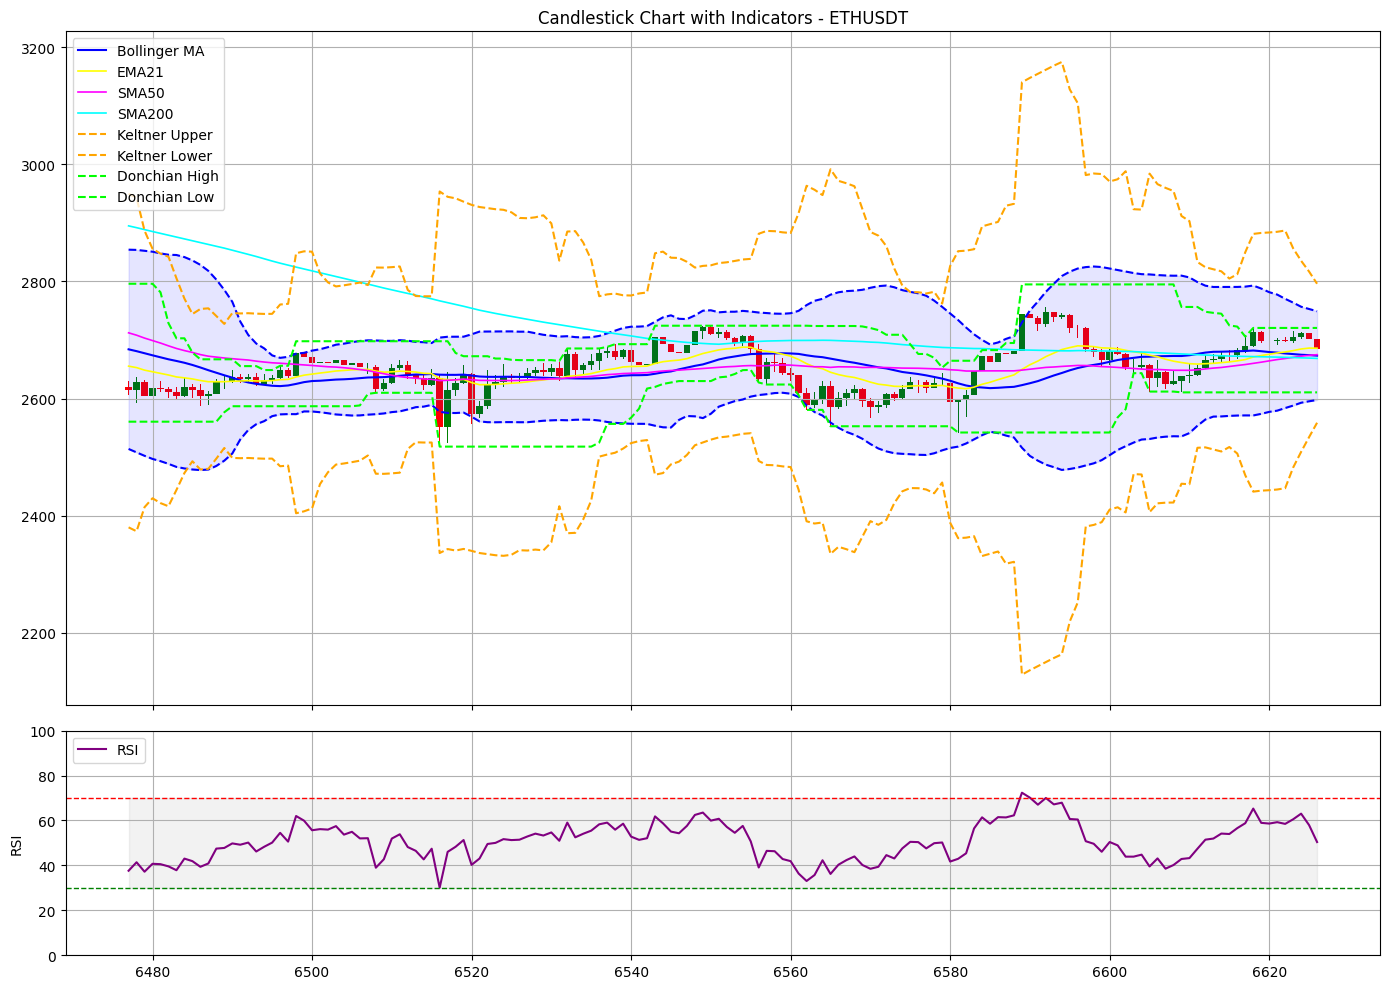 Candlestick Chart with Indicators - ETHUSDT
Bollinger MA
EMA21
SMA50
SMA200
Keltner Upper
Keltner Lower
Donchian High
Donchian Low
3200
3000
2800
2600
2400
2200
RSI
RSI
100
80
60
40
20
0
6480 6500 6520 6540 6560 6580 6600 6620